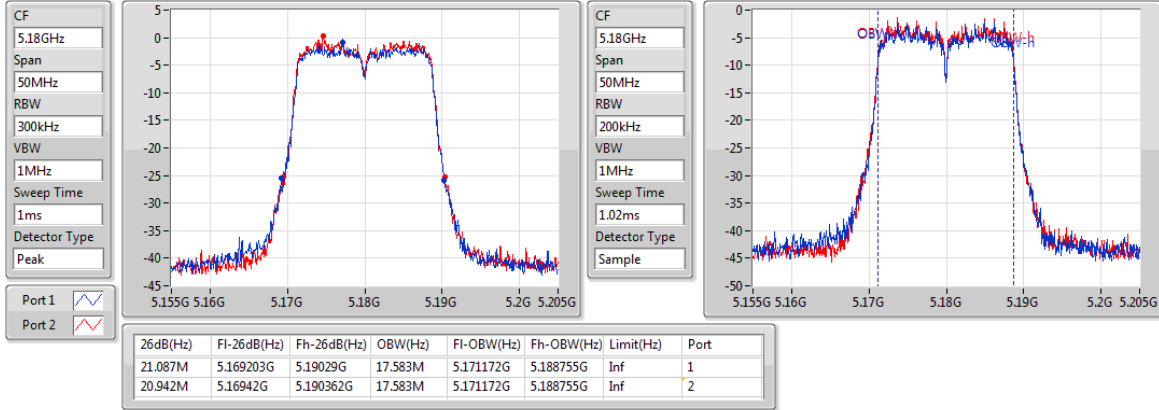 CF
5.18GHz
Span
50MHz
RBW
300kHz
VBW
1MHz
Sweep Time
1ms
Detector Type
Peak
Port 1
Port 2
5
0
-5
-10
-15
-20
-25
-30
-35
-40
-45
5.155G 5.16G 5.17G 5.18G 5.19G 5.2G 5.205G
CF
5.18GHz
Span
50MHz
RBW
200kHz
VBW
1MHz
Sweep Time
1.02ms
Detector Type
Sample
0
-5
-10
-15
-20
-25
-30
-35
-40
-45
-50
5.155G 5.16G 5.17G 5.18G 5.19G 5.2G 5.205G
26dB(Hz) Fl-26dB(Hz) Fh-26dB(Hz) OBW(Hz) Fl-OBW(Hz) Fh-OBW(Hz) Limit(Hz) Port
21.087M 5.169203G 5.19029G 17.583M 5.171172G 5.188755G Inf 1
20.942M 5.16942G 5.190362G 17.583M 5.171172G 5.188755G Inf 2